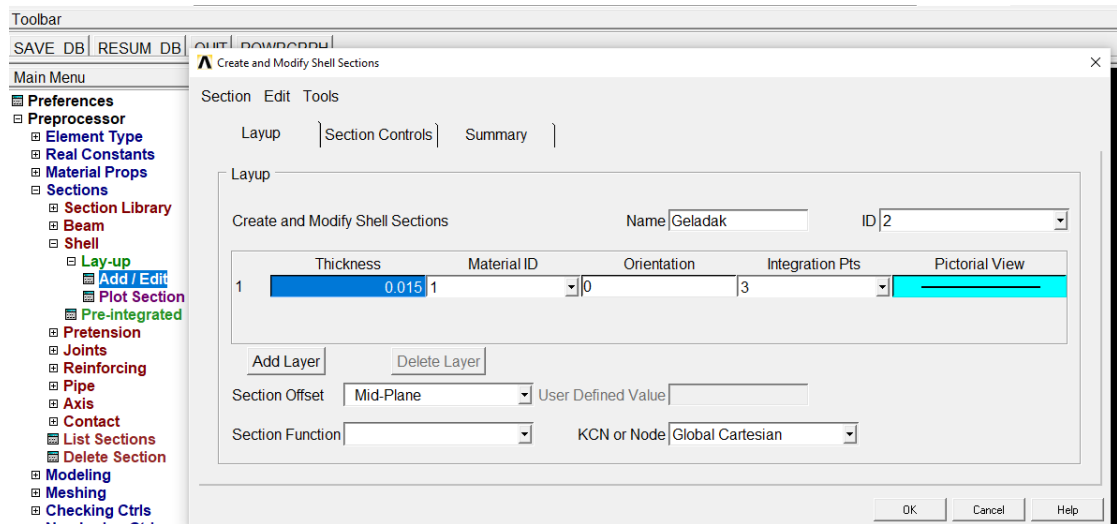 Toolbar
SAVE_DB RESUM_DB QUIT POWRGRPH
Main Menu
Preferences
Preprocessor
Element Type
Real Constants
Material Props
Sections
Section Library
Beam
Shell
Lay-up
Add / Edit
Plot Section
Pre-integrated
Pretension
Joints
Reinforcing
Pipe
Axis
Contact
List Sections
Delete Section
Modeling
Meshing
Checking Ctrls
Create and Modify Shell Sections
Section Edit Tools
Layup Section Controls Summary
Layup
Create and Modify Shell Sections Name Geladak ID 2
Thickness Material ID Orientation Integration Pts Pictorial View
1 0.015 1 0 3
Add Layer Delete Layer
Section Offset Mid-Plane User Defined Value
Section Function KCN or Node Global Cartesian
OK Cancel Help